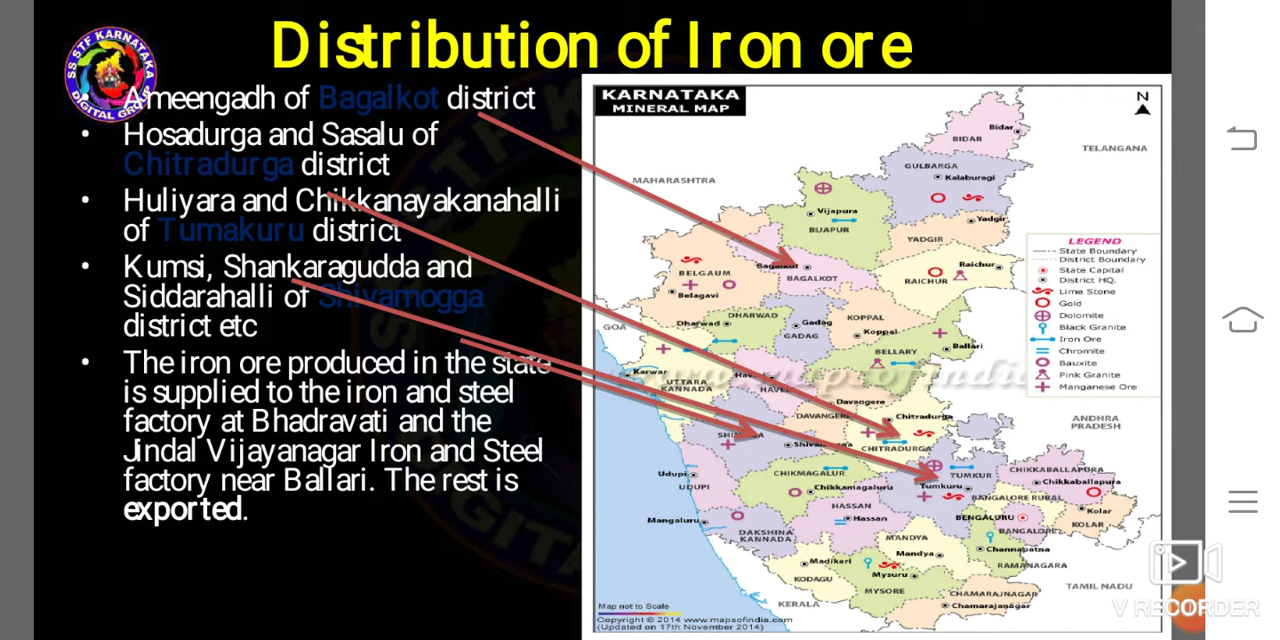 Distribution of Iron ore
SS STF KARNATAKA
DIGITAL GROUP
• Ameengadh of Bagalkot district
• Hosadurga and Sasalu of
Chitradurga district
• Huliyara and Chikkanayakanahalli
of Tumakuru district
• Kumsi, Shankaragudda and
Siddarahalli of Shivamogga
district etc
• The iron ore produced in the state
is supplied to the iron and steel
factory at Bhadravati and the
Jindal Vijayanagar Iron and Steel
factory near Ballari. The rest is
exported.
KARNATAKA
MINERAL MAP
N
BIDAR
Bidar
TELANGANA
MAHARASHTRA
GULBARGA
Kalaburagi
Vijapura
BIJAPUR
Yadgir
YADGIR
Bagalkot
BAGALKOT
BELGAUM
Belagavi
RAICHUR
Raichur
GOA
DHARWAD
Dharwad
Gadag
GADAG
KOPPAL
Koppal
BELLARY
Ballari
www.mapsofindia
Karwar
UTTARA
KANNADA
Davangere
DAVANGERE
Chitradurga
CHITRADURGA
ANDHRA
PRADESH
Udupi
UDUPI
CHIKMAGALUR
Chikkamagaluru
TUMKUR
Tumkuru
CHIKKABALLAPURA
Chikkaballapura
BANGALORE RURAL
Kolar
KOLAR
BENGALURU
BANGALORE
Mangaluru
DAKSHINA
KANNADA
HASSAN
Hassan
MANDYA
Mandya
Channapatna
RAMANAGARA
Madikeri
KODAGU
Mysuru
MYSORE
CHAMARAJNAGAR
Chamarajanagar
KERALA
TAMIL NADU
LEGEND
State Boundary
District Boundary
State Capital
District HQ.
Lime Stone
Gold
Dolomite
Black Granite
Iron Ore
Chromite
Bauxite
Pink Granite
Manganese Ore
Map not to Scale
Copyright © 2014 www.mapsofindia.com
(Updated on 17th November 2014)
V RECORDER